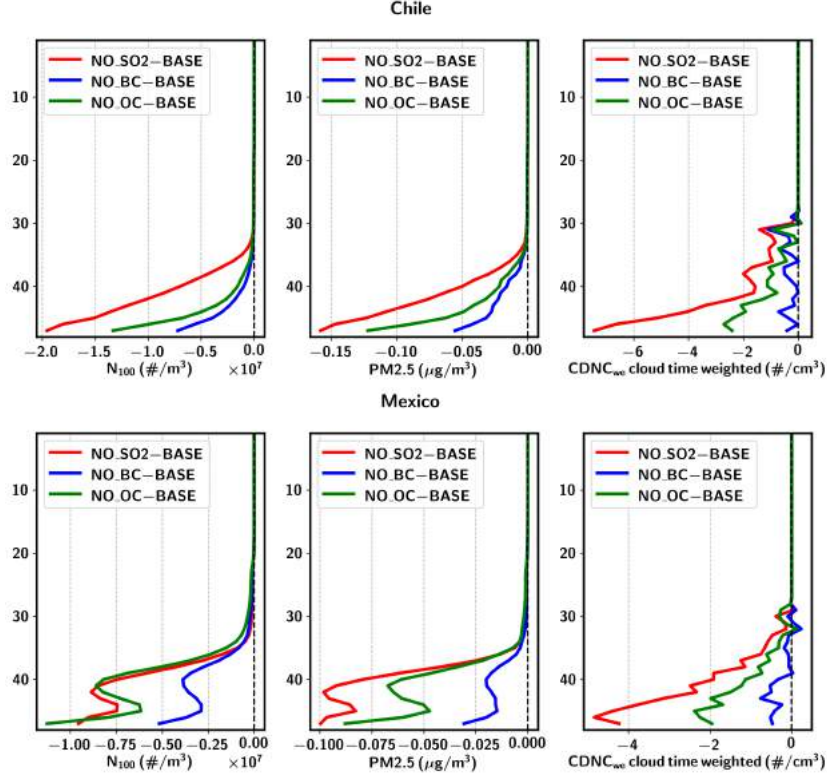 Chile
NO_SO2−BASE
NO_BC−BASE
NO_OC−BASE
NO_SO2−BASE
NO_BC−BASE
NO_OC−BASE
NO_SO2−BASE
NO_BC−BASE
NO_OC−BASE
10
20
30
40
10
20
30
40
10
20
30
40
−2.0 −1.5 −1.0 −0.5 0.0
N₁₀₀ (#/m³) ×10⁷
−0.15 −0.10 −0.05 0.00
PM2.5 (μg/m³)
−6 −4 −2 0
CDNCwe cloud time weighted (#/cm³)
Mexico
NO_SO2−BASE
NO_BC−BASE
NO_OC−BASE
NO_SO2−BASE
NO_BC−BASE
NO_OC−BASE
NO_SO2−BASE
NO_BC−BASE
NO_OC−BASE
10
20
30
40
10
20
30
40
10
20
30
40
−1.00 −0.75 −0.50 −0.25 0.00
N₁₀₀ (#/m³) ×10⁷
−0.100 −0.075 −0.050 −0.025 0.000
PM2.5 (μg/m³)
−4 −2 0
CDNCwe cloud time weighted (#/cm³)